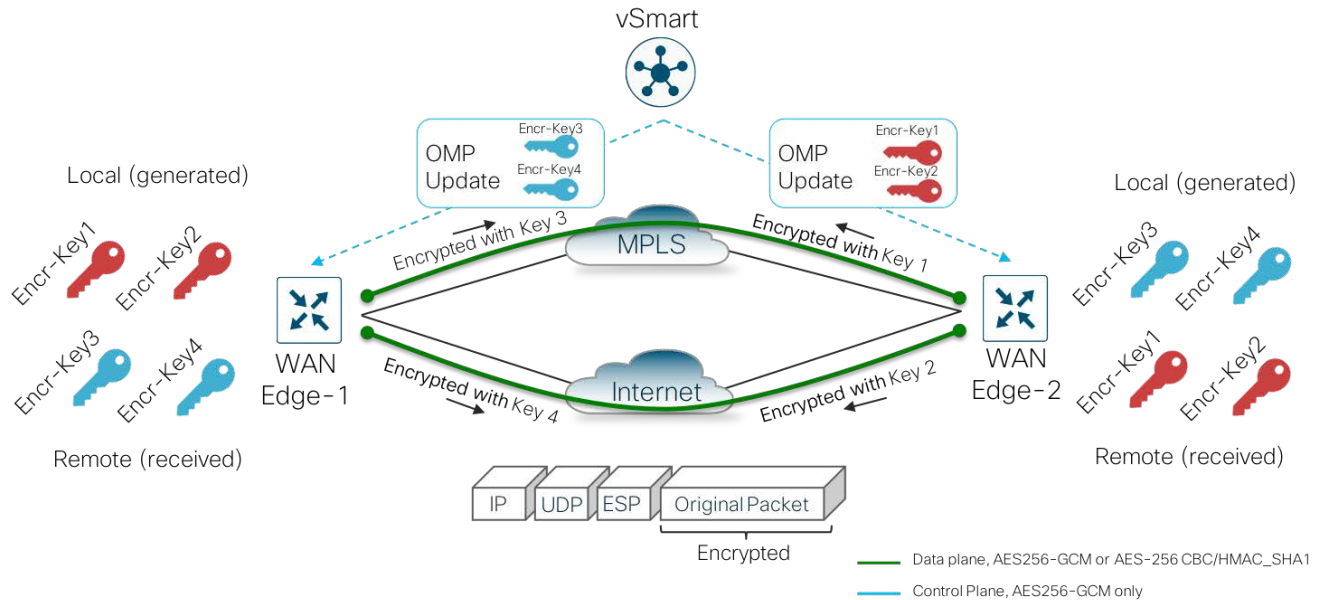 vSmart
Encr-Key3
OMP
Update
Encr-Key4
Encr-Key1
OMP
Update
Encr-Key2
Local (generated)
Encr-Key1
Encr-Key2
Encr-Key3
Encr-Key4
Remote (received)
WAN
Edge-1
Encrypted with Key 3
MPLS
Encrypted with Key 1
Encrypted with Key 4
Internet
Encrypted with Key 2
WAN
Edge-2
Local (generated)
Encr-Key3
Encr-Key4
Encr-Key1
Encr-Key2
Remote (received)
IP
UDP
ESP
Original Packet
Encrypted
Data plane, AES256-GCM or AES-256 CBC/HMAC_SHA1
Control Plane, AES256-GCM only